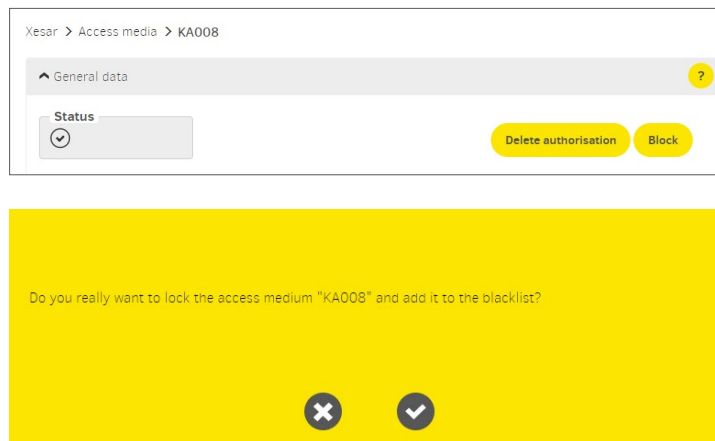 Xesar > Access media > KA008
General data
?
Status
Delete authorisation
Block
Do you really want to lock the access medium "KA008" and add it to the blacklist?